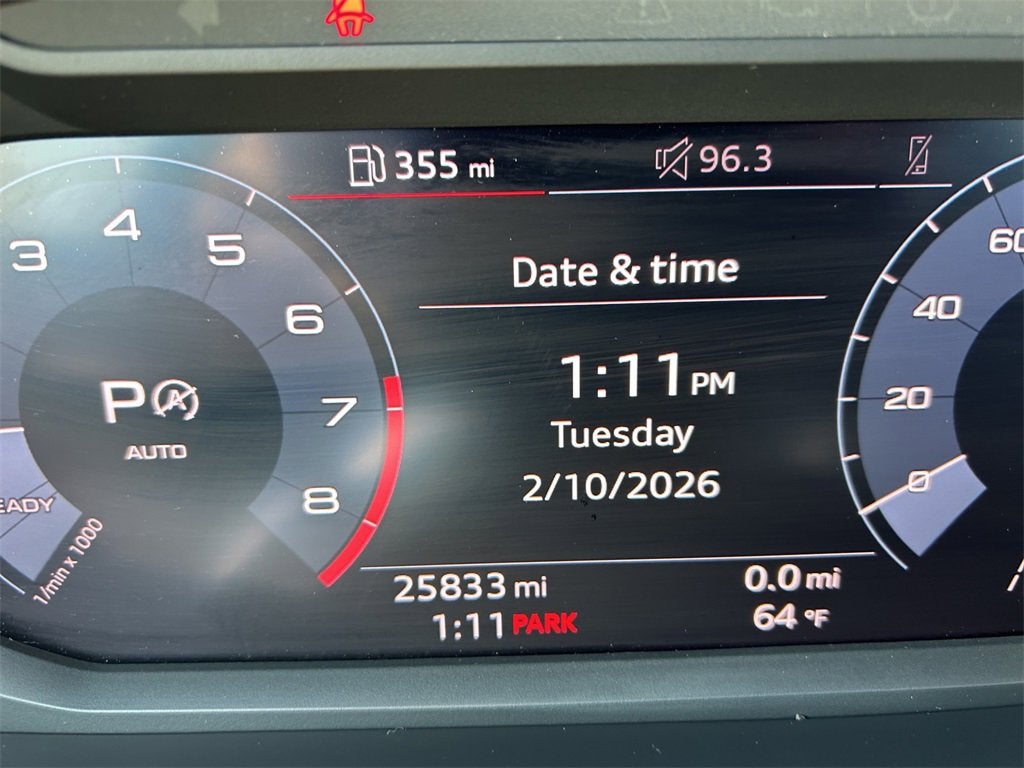 355 mi
96.3
3
4
5
6
7
8
P A
AUTO
EADY
1/min x 1000
Date & time
1:11 PM
Tuesday
2/10/2026
25833 mi
0.0 mi
1:11 PARK
64 °F
60
40
20
0